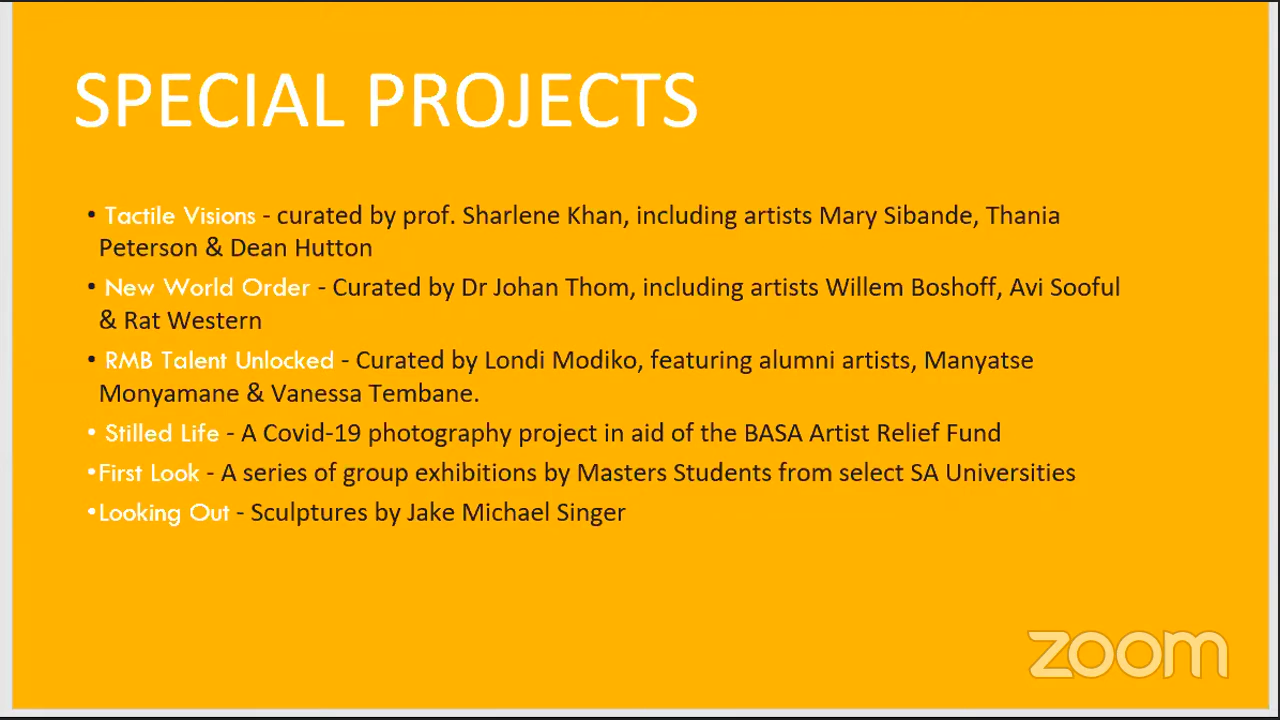 SPECIAL PROJECTS
• Tactile Visions - curated by prof. Sharlene Khan, including artists Mary Sibande, Thania
Peterson & Dean Hutton
• New World Order - Curated by Dr Johan Thom, including artists Willem Boshoff, Avi Sooful
& Rat Western
• RMB Talent Unlocked - Curated by Londi Modiko, featuring alumni artists, Manyatse
Monyamane & Vanessa Tembane.
• Stilled Life - A Covid-19 photography project in aid of the BASA Artist Relief Fund
•First Look - A series of group exhibitions by Masters Students from select SA Universities
•Looking Out - Sculptures by Jake Michael Singer
zoom